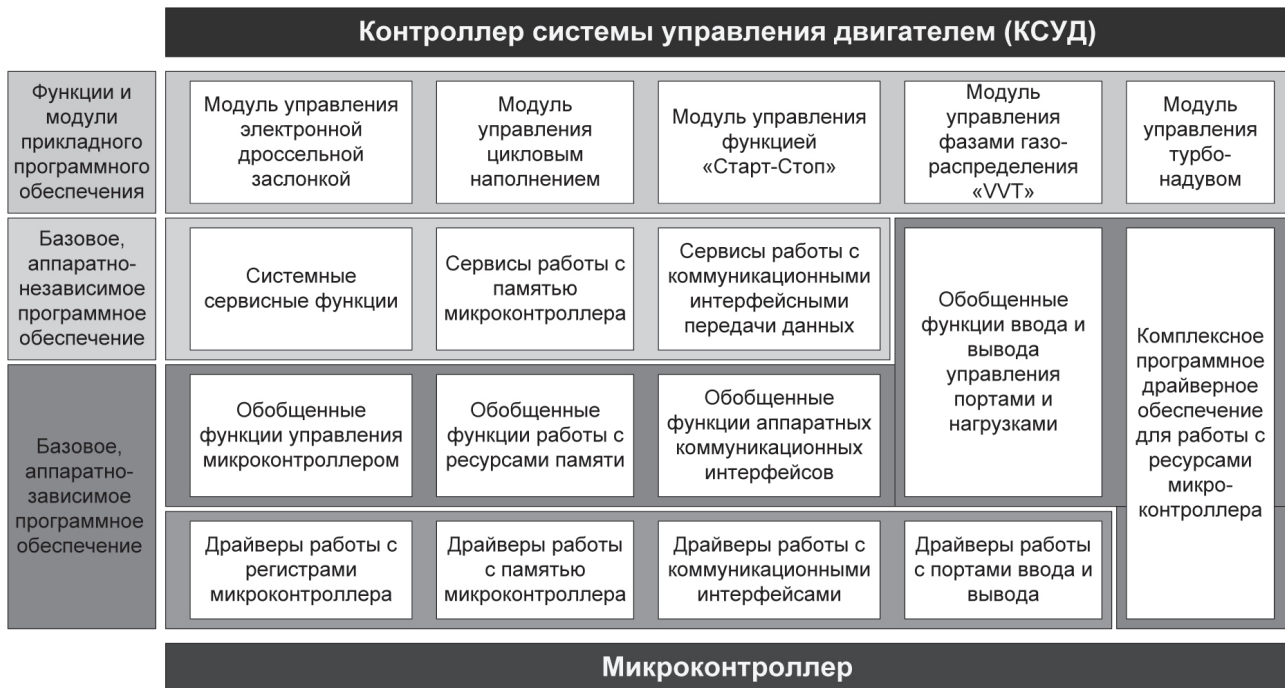 Контроллер системы управления двигателем (КСУД)
Функции и
модули
прикладного
программного
обеспечения
Модуль управления
электронной
дроссельной
заслонкой
Модуль
управления
цикловым
наполнением
Модуль управления
функцией
«Старт-Стоп»
Модуль
управления
фазами газо-
распределения
«VVT»
Модуль
управления
турбо-
наддувом
Базовое,
аппаратно-
независимое
программное
обеспечение
Системные
сервисные функции
Сервисы работы с
памятью
микроконтроллера
Сервисы работы с
коммуникационными
интерфейсными
передачи данных
Обобщенные
функции ввода и
вывода
управления
портами и
нагрузками
Комплексное
программное
драйверное
обеспечение
для работы с
ресурсами
микро-
контроллера
Базовое,
аппаратно-
зависимое
программное
обеспечение
Обобщенные
функции управления
микроконтроллером
Обобщенные
функции работы с
ресурсами памяти
Обобщенные
функции аппаратных
коммуникационных
интерфейсов
Драйверы работы с
регистрами
микроконтроллера
Драйверы работы
с памятью
микроконтроллера
Драйверы работы с
коммуникационными
интерфейсами
Драйверы работы
с портами ввода и
вывода
Микроконтроллер